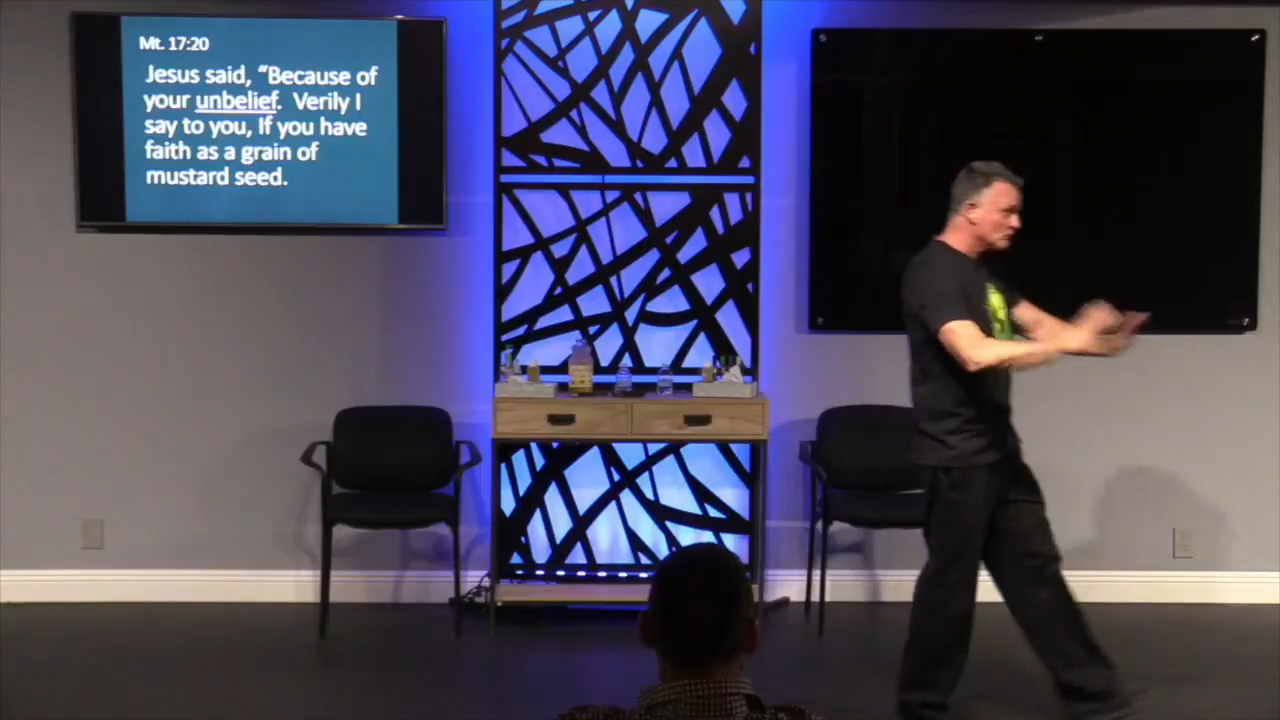 Mt. 17:20
Jesus said, “Because of
your unbelief.  Verily I
say to you, If you have
faith as a grain of
mustard seed.